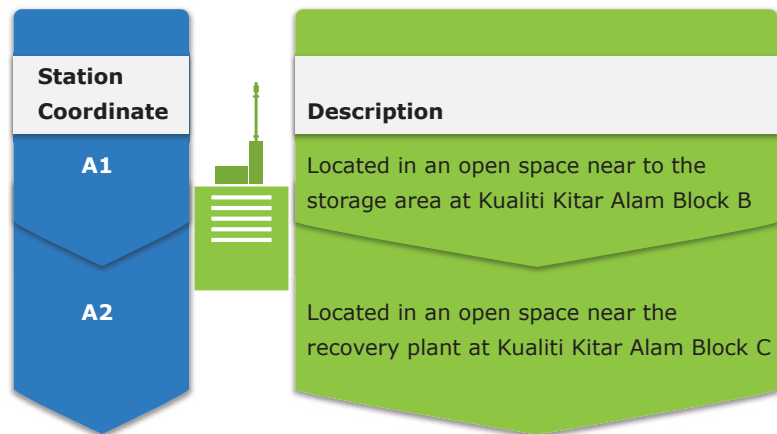 Station
Coordinate
Description
A1
Located in an open space near to the
storage area at Kualiti Kitar Alam Block B
A2
Located in an open space near the
recovery plant at Kualiti Kitar Alam Block C